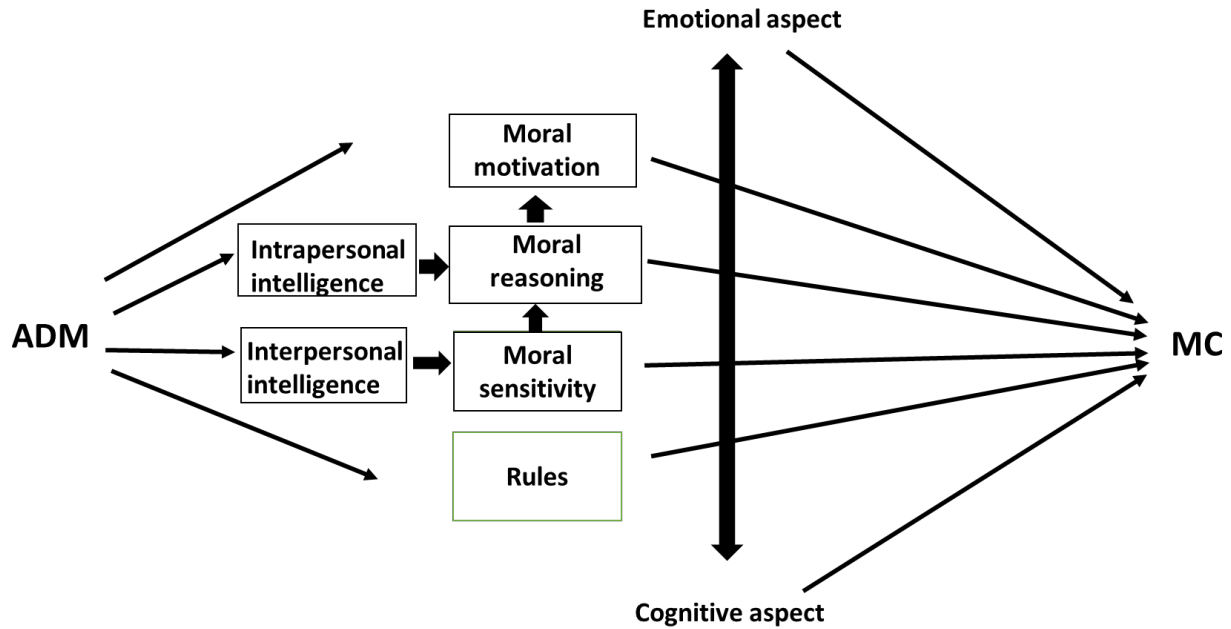 Emotional aspect
Moral
motivation
Intrapersonal
intelligence
Moral
reasoning
ADM
Interpersonal
intelligence
Moral
sensitivity
MC
Rules
Cognitive aspect